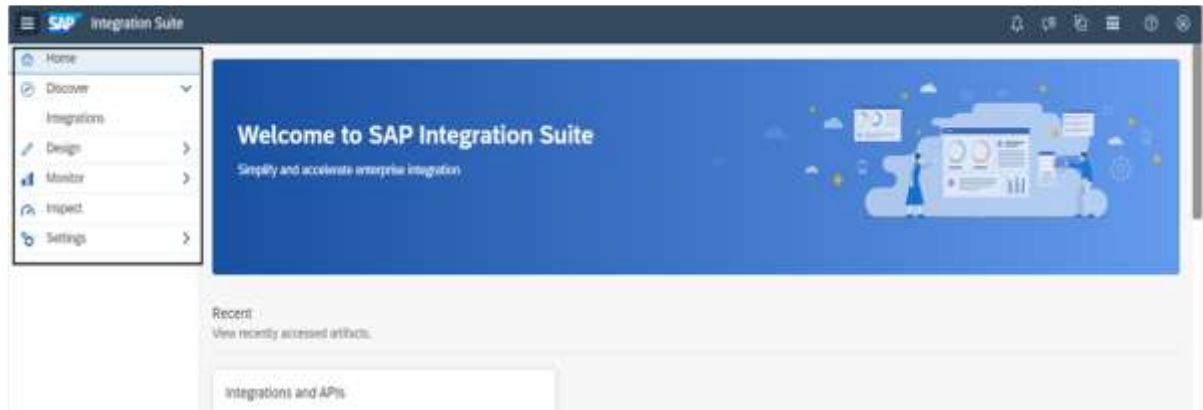 SAP Integration Suite
Home
Discover
Integrations
Design
Monitor
Inspect
Settings
Welcome to SAP Integration Suite
Simplify and accelerate enterprise integration
Recent
View recently accessed artifacts.
Integrations and APIs